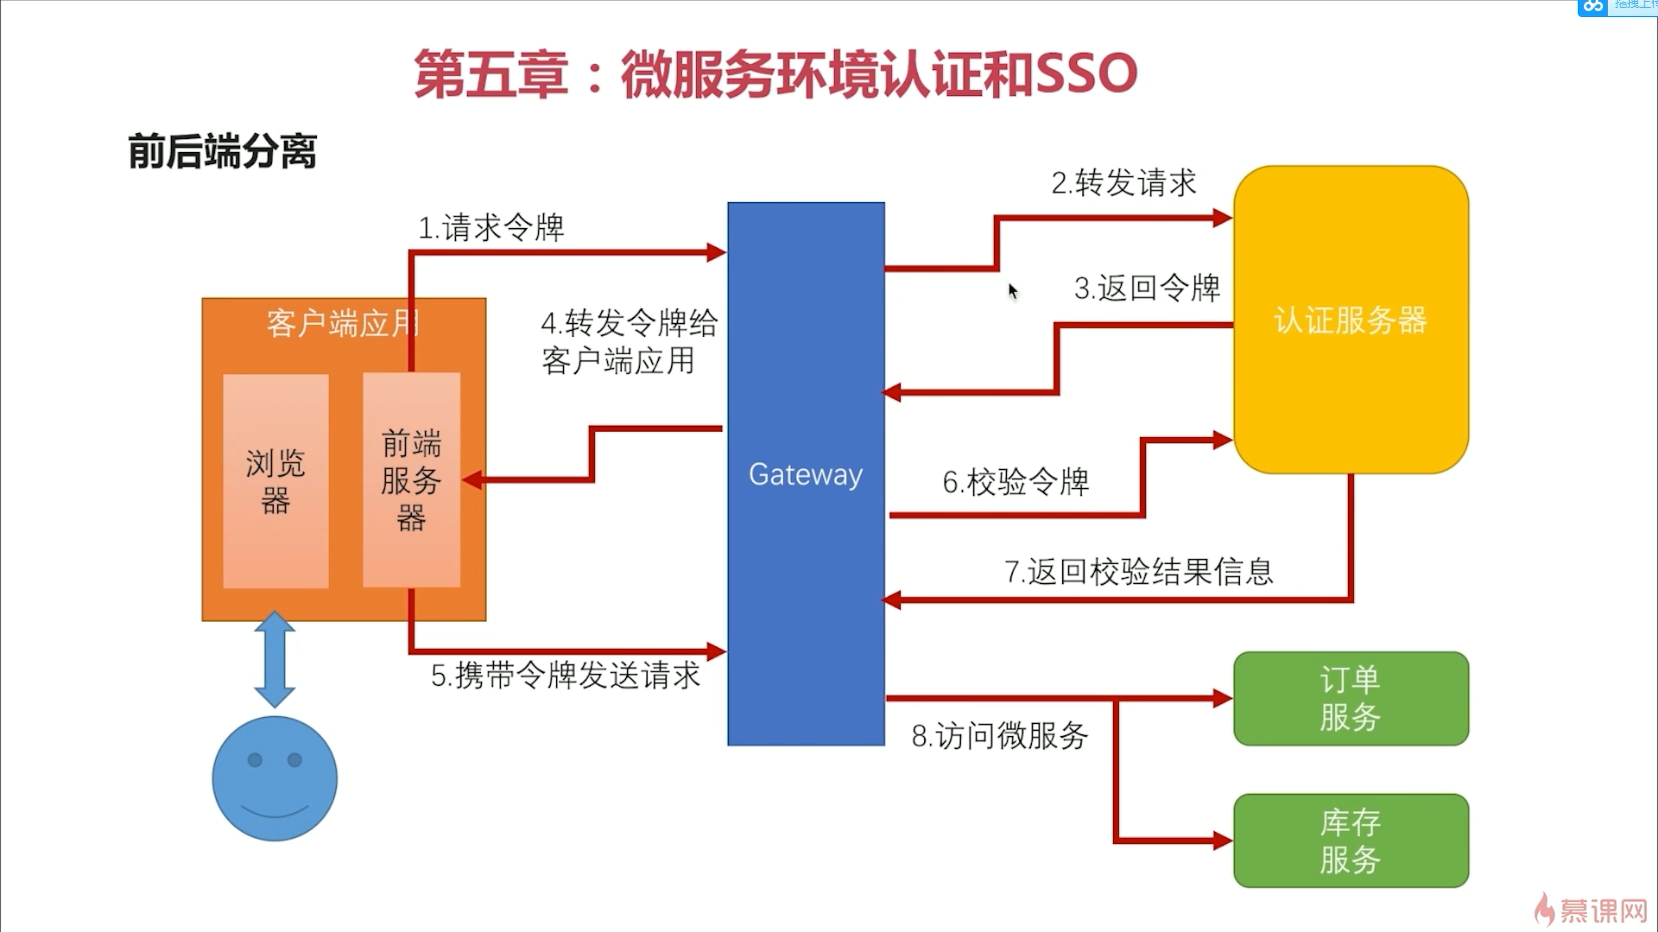 拖拽上传
第五章：微服务环境认证和SSO
前后端分离
1.请求令牌
2.转发请求
3.返回令牌
4.转发令牌给
客户端应用
客户端应用
浏览
器
前端
服务
器
Gateway
认证服务器
6.校验令牌
7.返回校验结果信息
5.携带令牌发送请求
8.访问微服务
订单
服务
库存
服务
慕课网